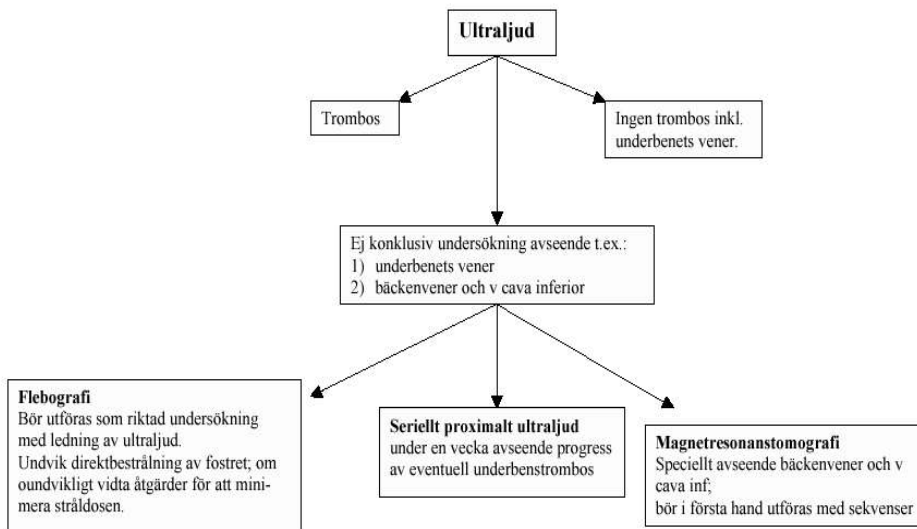 Ultraljud
Trombos
Ingen trombos inkl.
underbenets vener.
Ej konklusiv undersökning avseende t.ex.:
1) underbenets vener
2) bäckenvener och v cava inferior
Flebografi
Bör utföras som riktad undersökning
med ledning av ultraljud.
Undvik direktbestrålning av fostret; om
oundvikligt vidta åtgärder för att mini-
mera stråldosen.
Seriellt proximalt ultraljud
under en vecka avseende progress
av eventuell underbenstrombos
Magnetresonanstomografi
Speciellt avseende bäckenvener och v
cava inf;
bör i första hand utföras med sekvenser